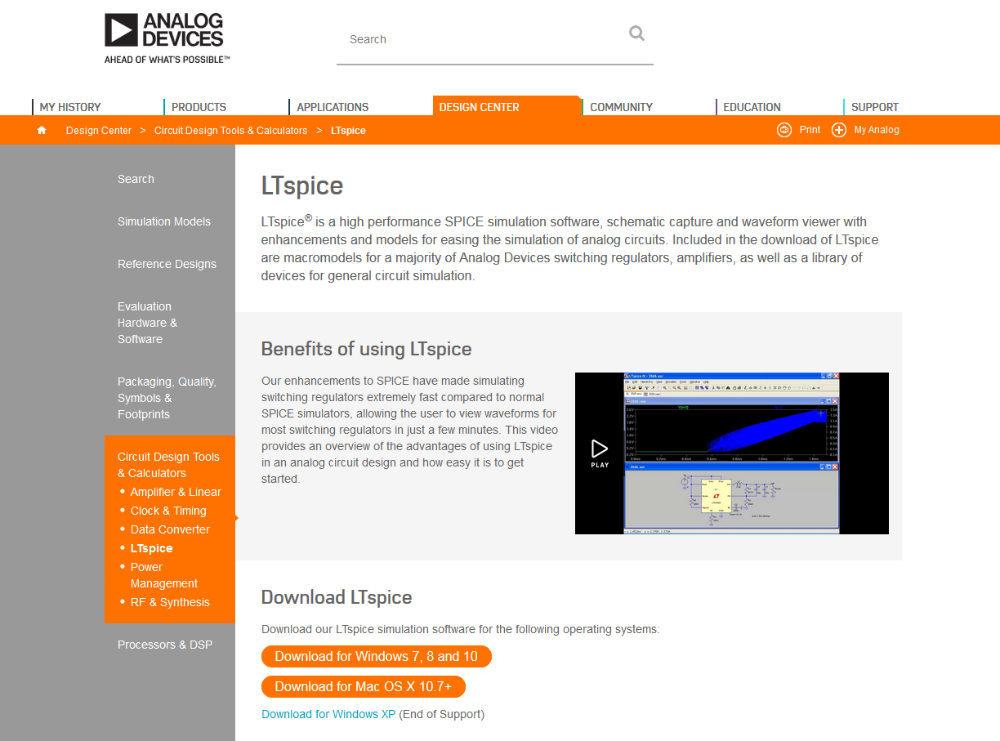 ANALOG
DEVICES
AHEAD OF WHAT'S POSSIBLE™
Search
MY HISTORY
PRODUCTS
APPLICATIONS
DESIGN CENTER
COMMUNITY
EDUCATION
SUPPORT
Design Center > Circuit Design Tools & Calculators > LTspice
Print
My Analog
Search
Simulation Models
Reference Designs
Evaluation
Hardware &
Software
Packaging, Quality,
Symbols &
Footprints
Circuit Design Tools
& Calculators
• Amplifier & Linear
• Clock & Timing
• Data Converter
• LTspice
• Power
Management
• RF & Synthesis
Processors & DSP
LTspice
LTspice® is a high performance SPICE simulation software, schematic capture and waveform viewer with
enhancements and models for easing the simulation of analog circuits. Included in the download of LTspice
are macromodels for a majority of Analog Devices switching regulators, amplifiers, as well as a library of
devices for general circuit simulation.
Benefits of using LTspice
Our enhancements to SPICE have made simulating
switching regulators extremely fast compared to normal
SPICE simulators, allowing the user to view waveforms for
most switching regulators in just a few minutes. This video
provides an overview of the advantages of using LTspice
in an analog circuit design and how easy it is to get
started.
PLAY
Download LTspice
Download our LTspice simulation software for the following operating systems:
Download for Windows 7, 8 and 10
Download for Mac OS X 10.7+
Download for Windows XP (End of Support)